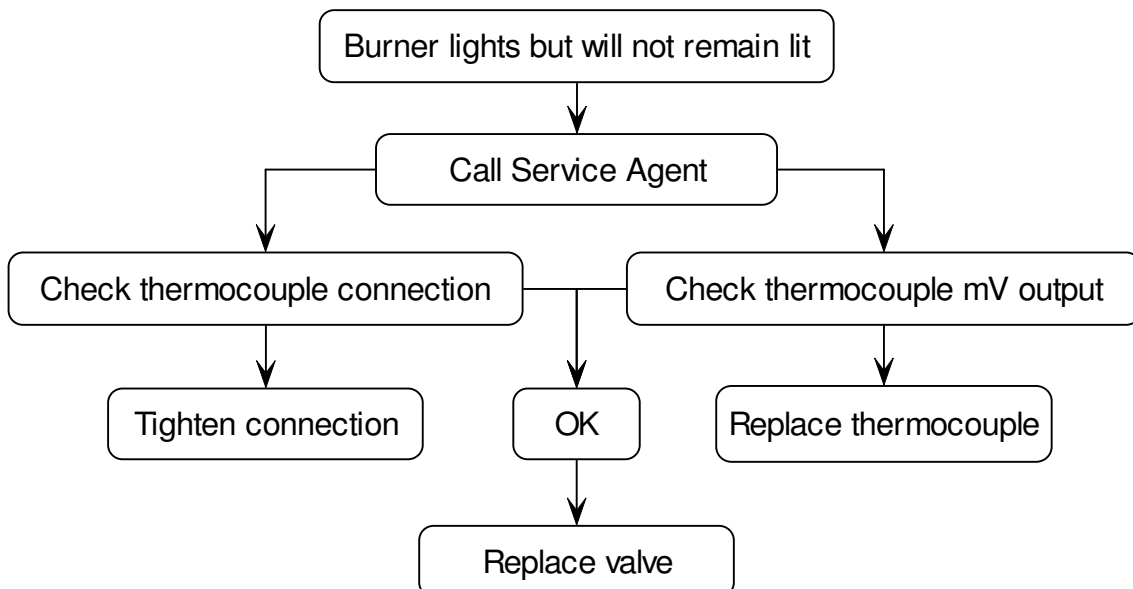 Burner lights but will not remain lit
Call Service Agent
Check thermocouple connection
Check thermocouple mV output
Tighten connection
OK
Replace thermocouple
Replace valve